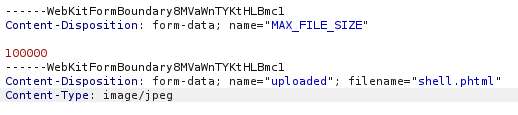 ------WebKitFormBoundary8MVaWnTYKtHLBmc1
Content-Disposition: form-data; name="MAX_FILE_SIZE"
100000
------WebKitFormBoundary8MVaWnTYKtHLBmc1
Content-Disposition: form-data; name="uploaded"; filename="shell.phtml"
Content-Type: image/jpeg